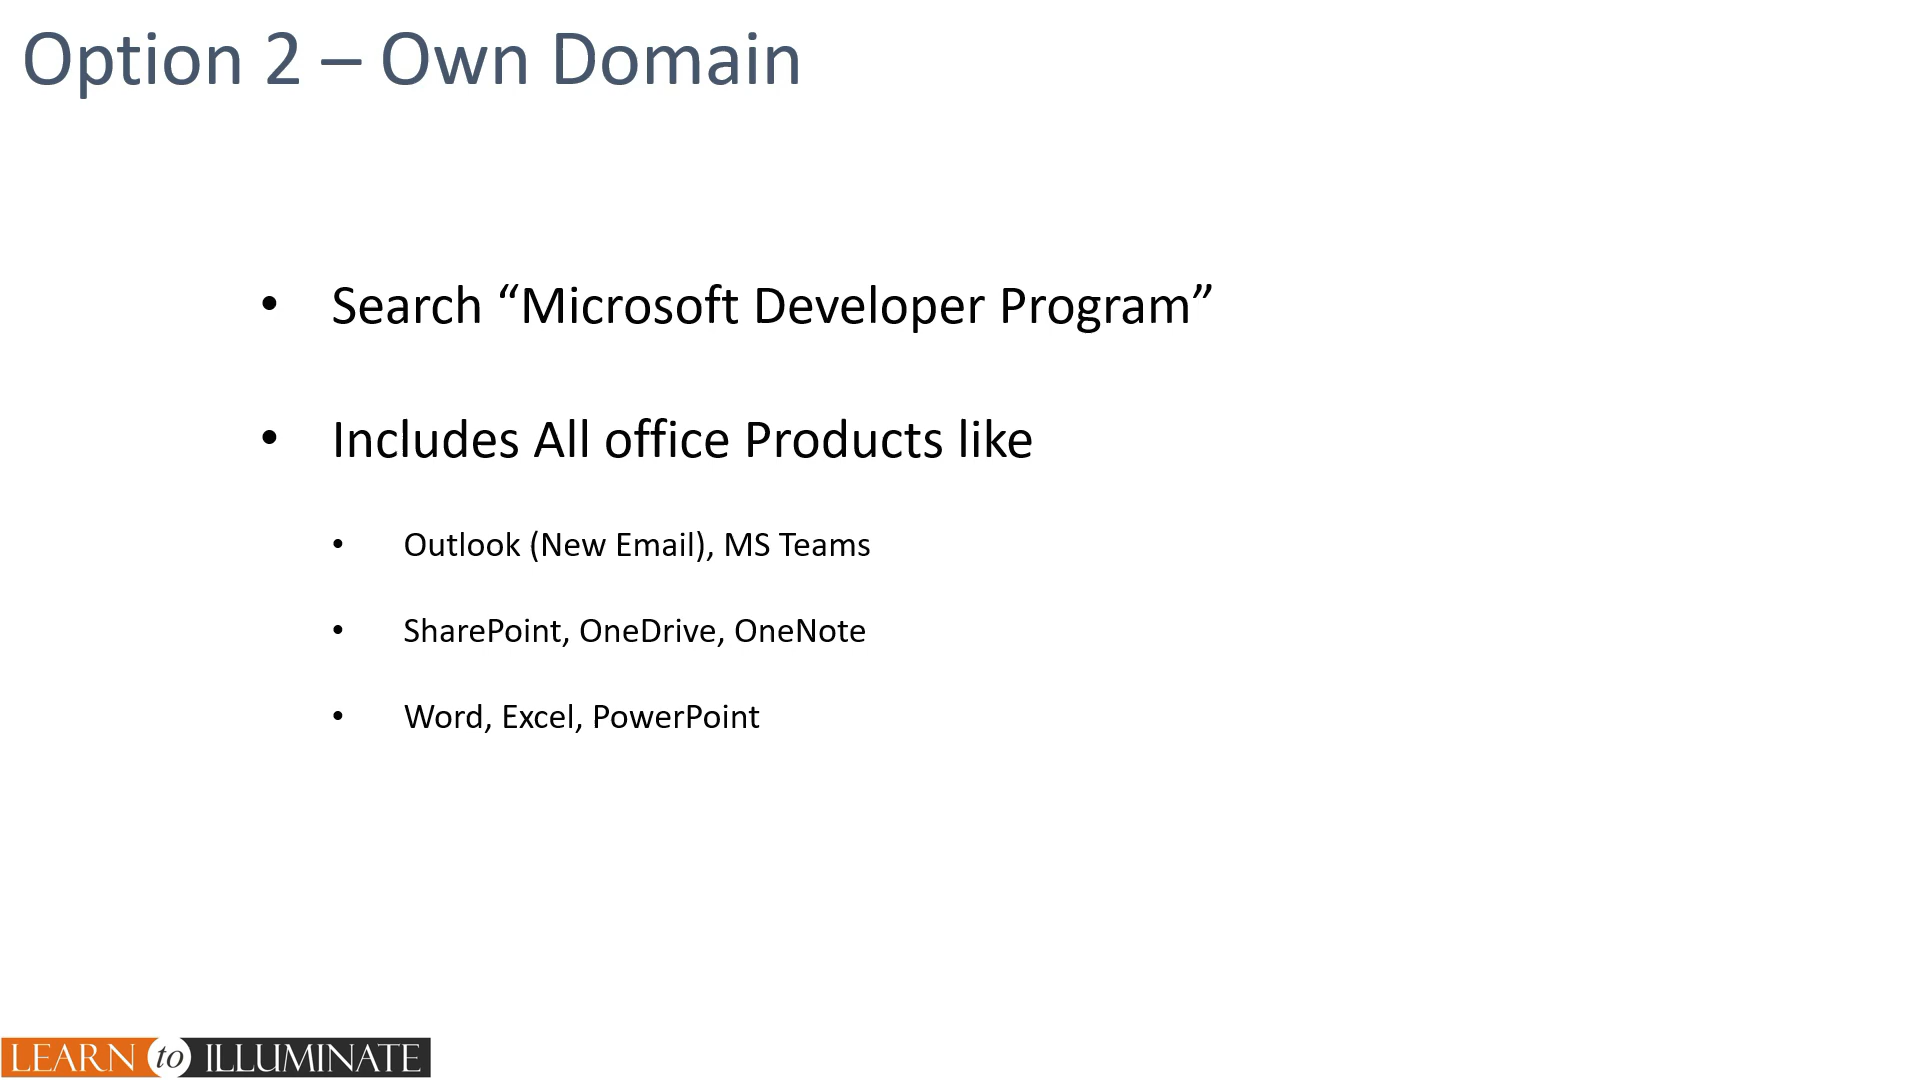 Option 2 – Own Domain
• Search “Microsoft Developer Program”
• Includes All office Products like
• Outlook (New Email), MS Teams
• SharePoint, OneDrive, OneNote
• Word, Excel, PowerPoint
LEARN to ILLUMINATE